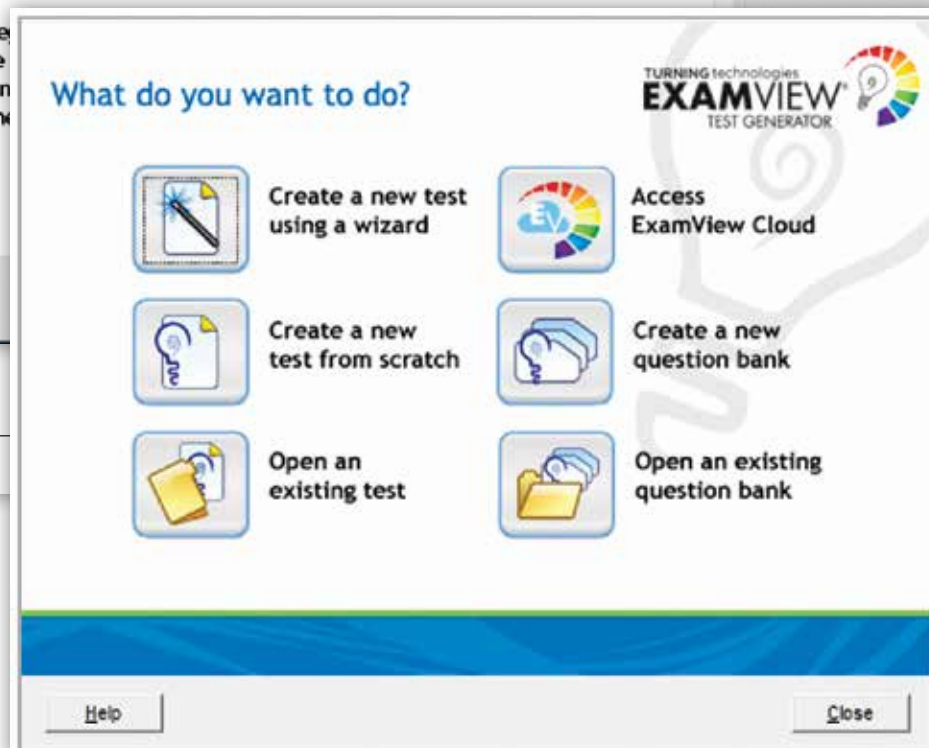 What do you want to do?
TURNING technologies
EXAMVIEW
TEST GENERATOR
Create a new test
using a wizard
Access
ExamView Cloud
EV
Create a new
test from scratch
Create a new
question bank
Open an
existing test
Open an existing
question bank
Help
Close